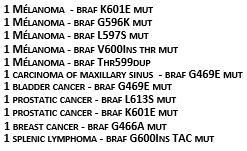 1 Mélanoma - braf K601E mut
1 Mélanoma - braf G596K mut
1 Mélanoma - braf L597S mut
1 Mélanoma - braf V600Ins thr mut
1 Mélanoma - braf Thr599dup
1 carcinoma of maxillary sinus - braf G469E mut
1 bladder cancer - braf G469E mut
1 prostatic cancer - braf L613S mut
1 prostatic cancer - braf K601E mut
1 breast cancer - braf G466A mut
1 splenic lymphoma - braf G600Ins TAC mut